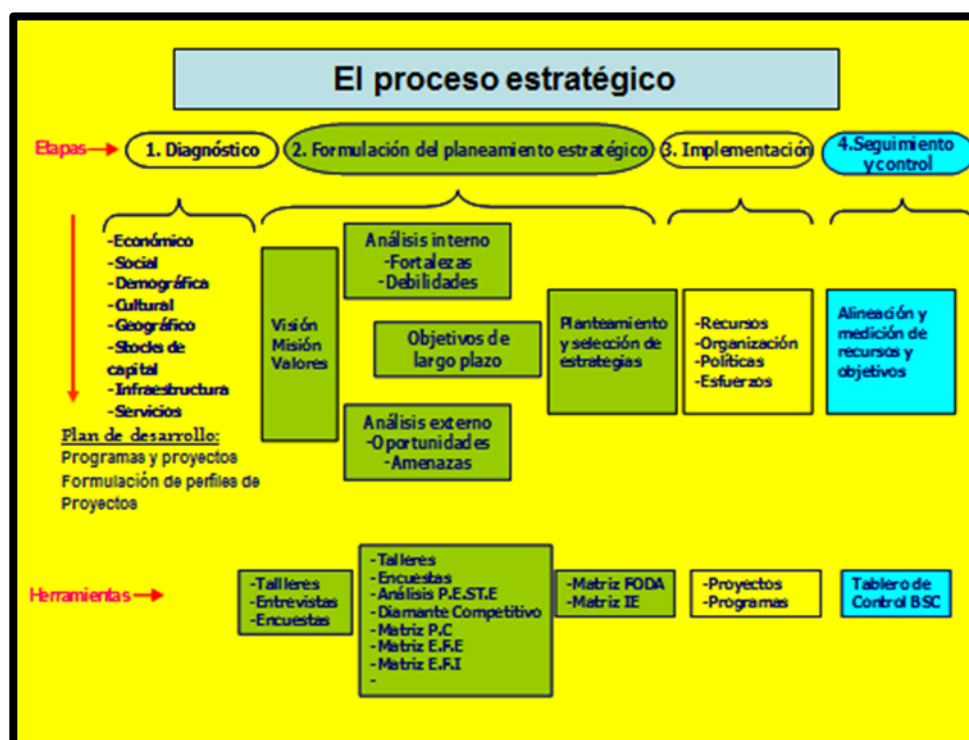 El proceso estratégico
Etapas
1. Diagnóstico
2. Formulación del planeamiento estratégico
3. Implementación
4.Seguimiento
y control
-Económico
-Social
-Demográfica
-Cultural
-Geográfico
-Stocks de
capital
-Infraestructura
-Servicios
Plan de desarrollo:
Programas y proyectos
Formulación de perfiles de
Proyectos
Visión
Misión
Valores
Análisis interno
-Fortalezas
-Debilidades
Objetivos de
largo plazo
Análisis externo
-Oportunidades
-Amenazas
Planteamiento
y selección de
estrategias
-Recursos
-Organización
-Políticas
-Esfuerzos
Alineación y
medición de
recursos y
objetivos
Herramientas
-Talleres
-Entrevistas
-Encuestas
-Talleres
-Encuestas
-Análisis P.E.ST.E
-Diamante Competitivo
-Matriz P.C
-Matriz E.F.E
-Matriz E.F.I
-
-Matriz FODA
-Matriz IE
-Proyectos
-Programas
Tablero de
Control BSC